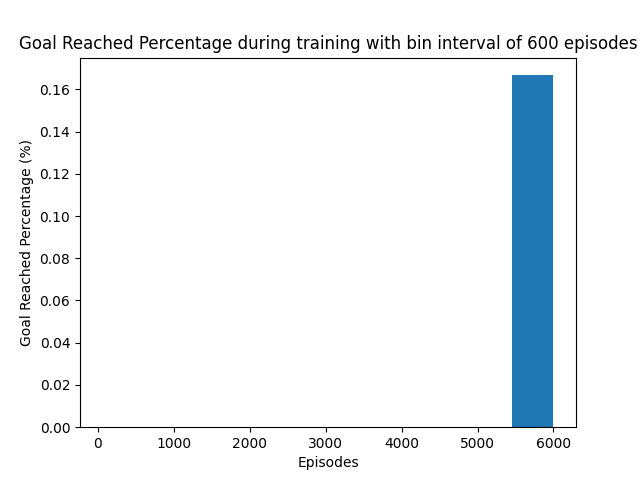 Goal Reached Percentage during training with bin interval of 600 episodes
Goal Reached Percentage (%)
0.16
0.14
0.12
0.10
0.08
0.06
0.04
0.02
0.00
0 1000 2000 3000 4000 5000 6000
Episodes